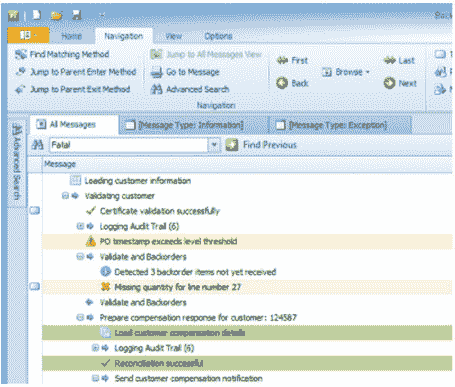 Bac
Home Navigation View Options
Find Matching Method
Jump to Parent Enter Method
Jump to Parent Exit Method
Jump to All Messages View
Go to Message
Advanced Search
First
Back
Browse
Last
Next
Navigation
Advanced Search
All Messages [Message Type: Information] [Message Type: Exception]
Fatal Find Previous
Message
Loading customer information
Validating customer
Certificate validation successfully
Logging Audit Trail (6)
PO timestamp exceeds level threshold
Validate and Backorders
Detected 3 backorder items not yet received
Missing quantity for line number 27
Validate and Backorders
Prepare compensation response for customer: 124587
Load customer compensation details
Logging Audit Trail (6)
Reconciliation successful
Send customer compensation notification